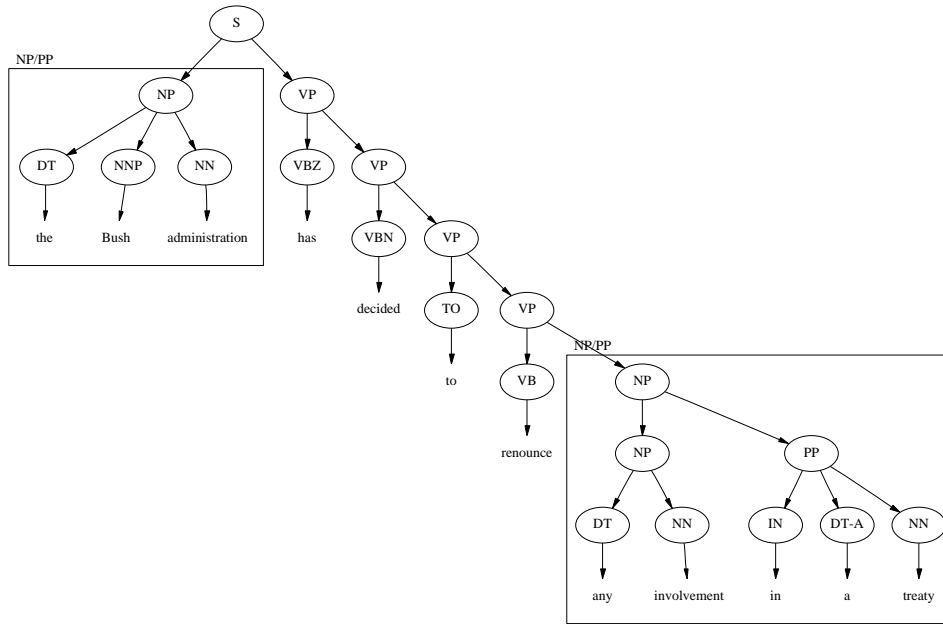 S
NP/PP
NP VP
DT NNP NN VBZ VP
the Bush administration has VBN VP
decided TO VP
NP/PP
to VB NP
renounce NP PP
DT NN IN DT-A NN
any involvement in a treaty